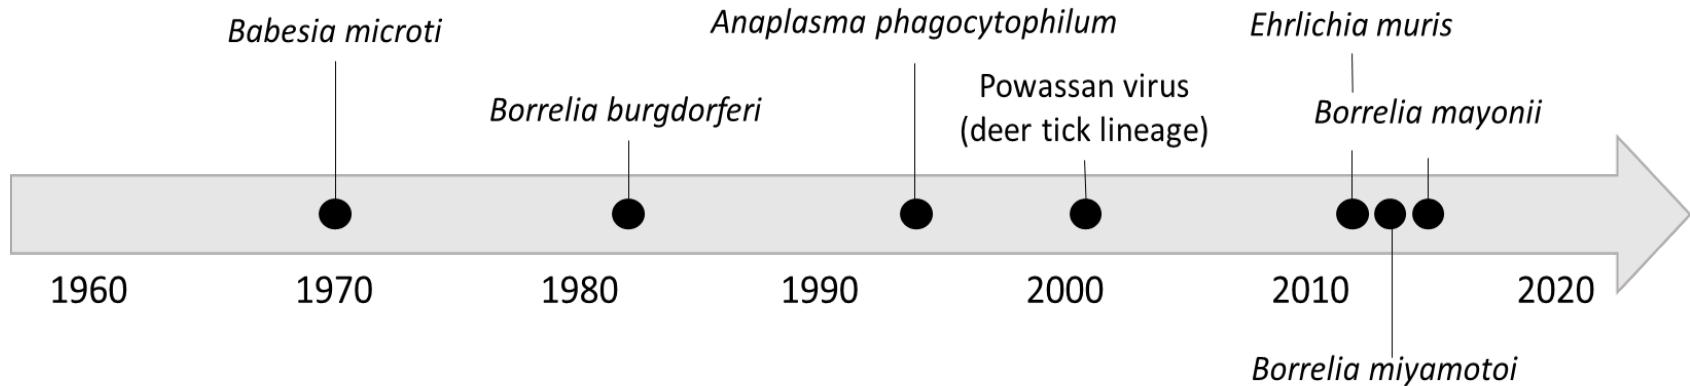 Babesia microti
Anaplasma phagocytophilum
Ehrlichia muris
Borrelia burgdorferi
Powassan virus
(deer tick lineage)
Borrelia mayonii
1960
1970
1980
1990
2000
2010
2020
Borrelia miyamotoi